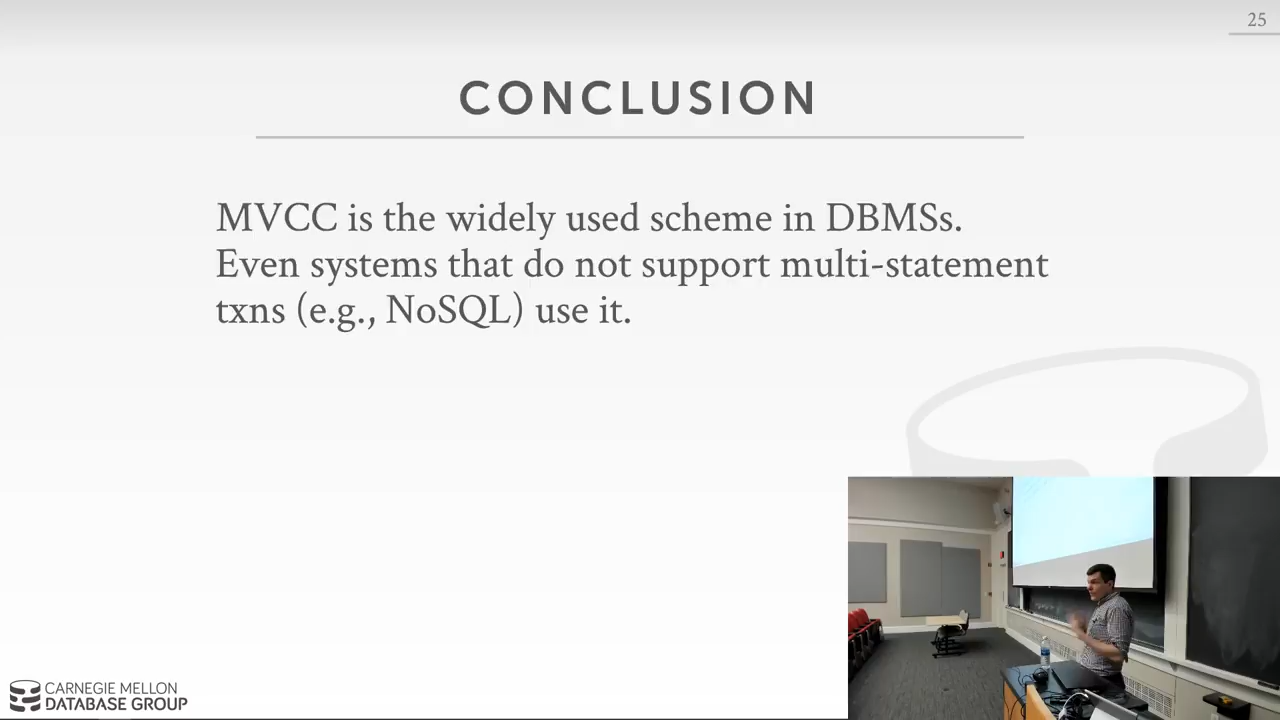 25
CONCLUSION
MVCC is the widely used scheme in DBMSs.
Even systems that do not support multi-statement
txns (e.g., NoSQL) use it.
CARNEGIE MELLON
DATABASE GROUP